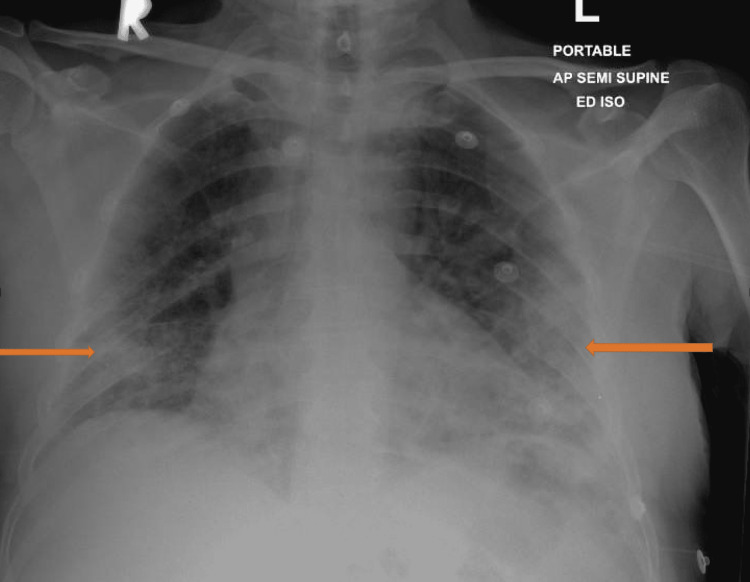 R
L
PORTABLE
AP SEMI SUPINE
ED ISO